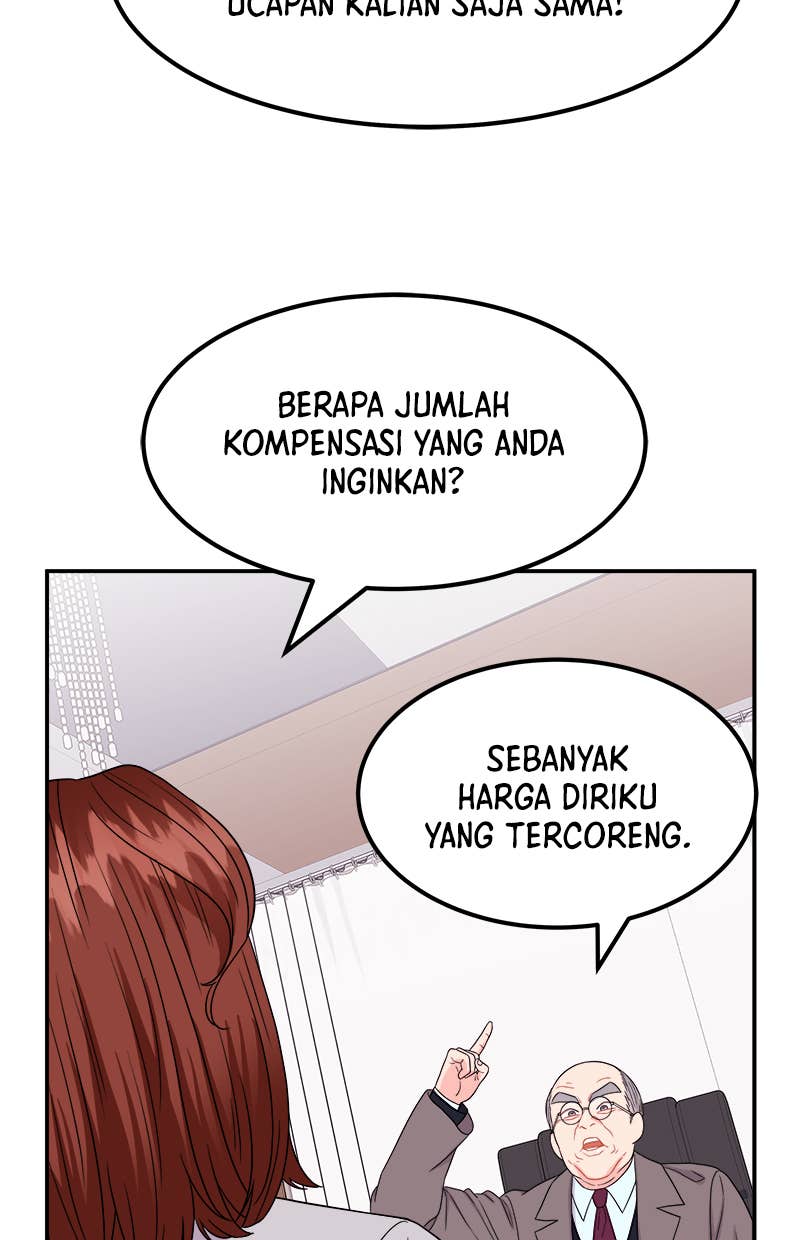 UCAPAN KALIAN SAJA SAMA!
BERAPA JUMLAH
KOMPENSASI YANG ANDA
INGINKAN?
SEBANYAK
HARGA DIRIKU
YANG TERCORENG.